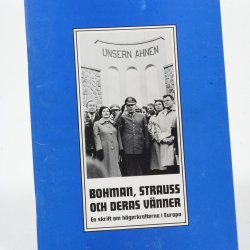 UNSERN AHNEN
BOHMAN, STRAUSS
OCH DERAS VÄNNER
En skrift om högerkrafterna i Europa